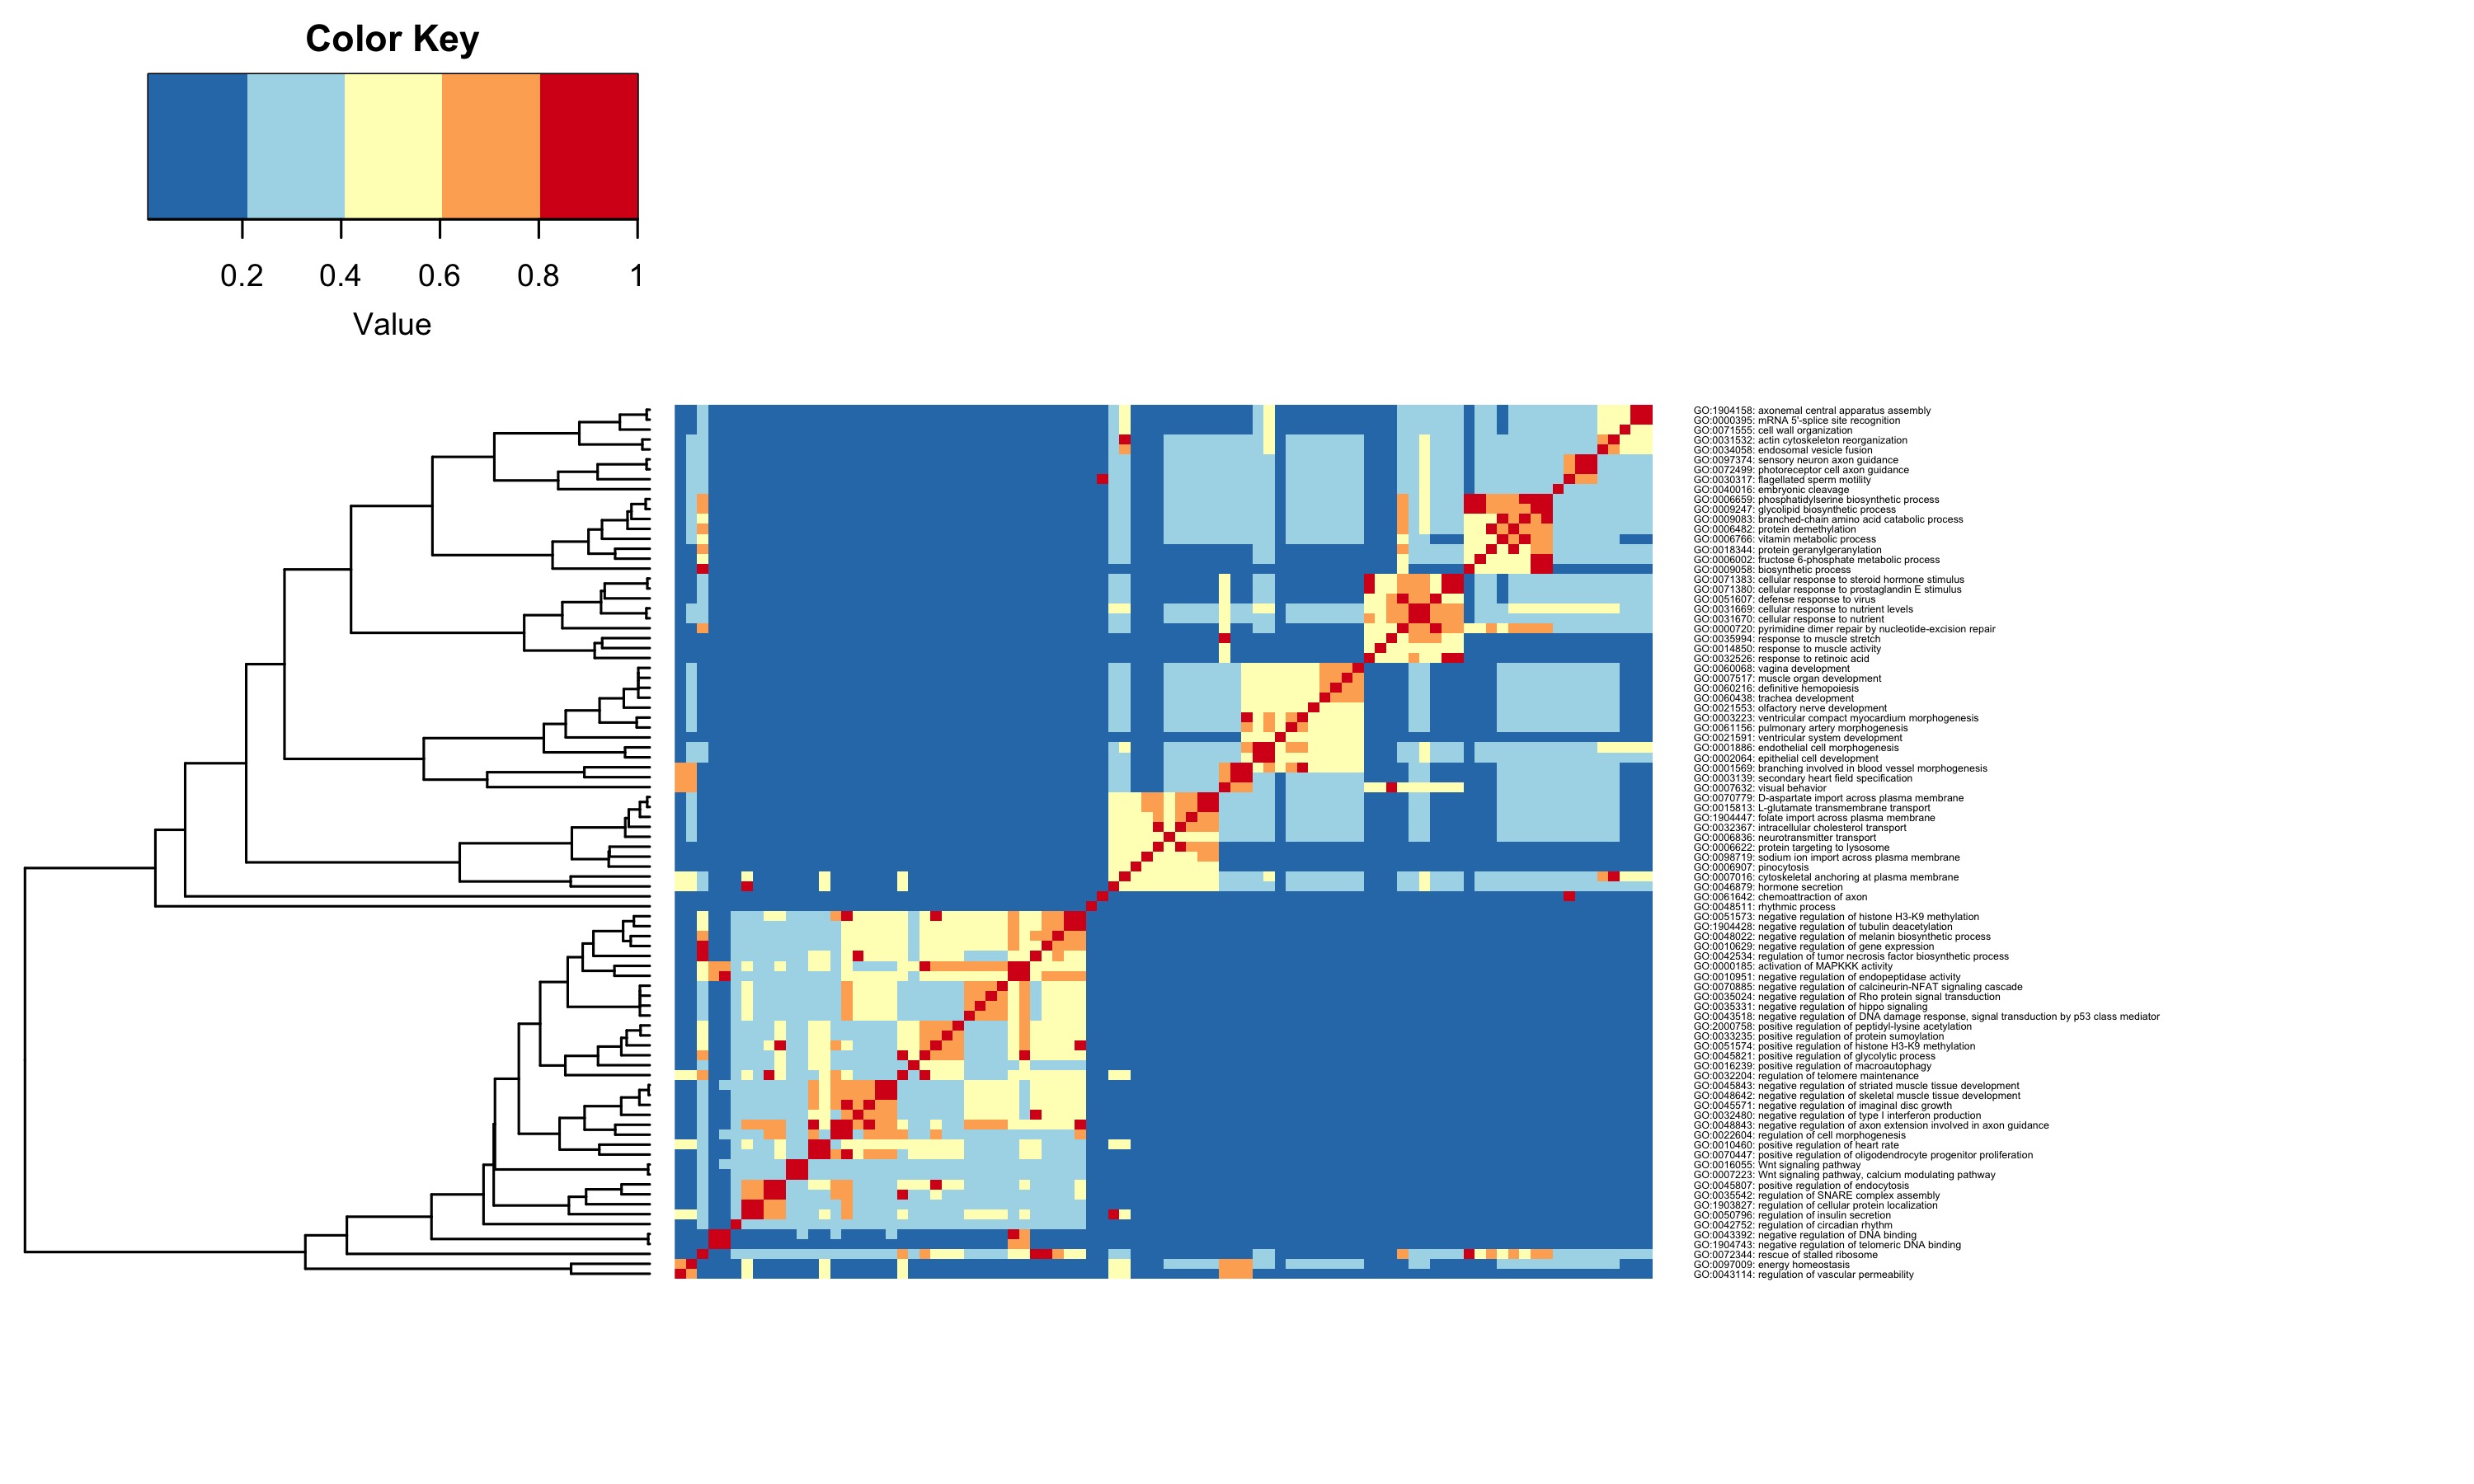 Color Key
0.2 0.4 0.6 0.8 1
Value
GO:1904158: axonemal central apparatus assembly
GO:0000395: mRNA 5'-splice site recognition
GO:0071555: cell wall organization
GO:0031532: actin cytoskeleton reorganization
GO:0034058: endosomal vesicle fusion
GO:0097374: sensory neuron axon guidance
GO:0072499: photoreceptor cell axon guidance
GO:0030317: flagellated sperm motility
GO:0040016: embryonic cleavage
GO:0006659: phosphatidylserine biosynthetic process
GO:0009247: glycolipid biosynthetic process
GO:0009083: branched-chain amino acid catabolic process
GO:0006482: protein demethylation
GO:0006766: vitamin metabolic process
GO:0018344: protein geranylgeranylation
GO:0006002: fructose 6-phosphate metabolic process
GO:0009058: biosynthetic process
GO:0071383: cellular response to steroid hormone stimulus
GO:0071380: cellular response to prostaglandin E stimulus
GO:0051607: defense response to virus
GO:0031669: cellular response to nutrient levels
GO:0031670: cellular response to nutrient
GO:0000720: pyrimidine dimer repair by nucleotide-excision repair
GO:0035994: response to muscle stretch
GO:0014850: response to muscle activity
GO:0032526: response to retinoic acid
GO:0060068: vagina development
GO:0007517: muscle organ development
GO:0060216: definitive hemopoiesis
GO:0060438: trachea development
GO:0021553: olfactory nerve development
GO:0003223: ventricular compact myocardium morphogenesis
GO:0061156: pulmonary artery morphogenesis
GO:0021591: ventricular system development
GO:0001886: endothelial cell morphogenesis
GO:0002064: epithelial cell development
GO:0001569: branching involved in blood vessel morphogenesis
GO:0003139: secondary heart field specification
GO:0007632: visual behavior
GO:0070779: D-aspartate import across plasma membrane
GO:0015813: L-glutamate transmembrane transport
GO:1904447: folate import across plasma membrane
GO:0032367: intracellular cholesterol transport
GO:0006836: neurotransmitter transport
GO:0006622: protein targeting to lysosome
GO:0098719: sodium ion import across plasma membrane
GO:0006907: pinocytosis
GO:0007016: cytoskeletal anchoring at plasma membrane
GO:0046879: hormone secretion
GO:0061642: chemoattraction of axon
GO:0048511: rhythmic process
GO:0051573: negative regulation of histone H3-K9 methylation
GO:1904428: negative regulation of tubulin deacetylation
GO:0048022: negative regulation of melanin biosynthetic process
GO:0010629: negative regulation of gene expression
GO:0042534: regulation of tumor necrosis factor biosynthetic process
GO:0000185: activation of MAPKKK activity
GO:0010951: negative regulation of endopeptidase activity
GO:0070885: negative regulation of calcineurin-NFAT signaling cascade
GO:0035024: negative regulation of Rho protein signal transduction
GO:0035331: negative regulation of hippo signaling
GO:0043518: negative regulation of DNA damage response, signal transduction by p53 class mediator
GO:2000758: positive regulation of peptidyl-lysine acetylation
GO:0033235: positive regulation of protein sumoylation
GO:0051574: positive regulation of histone H3-K9 methylation
GO:0045821: positive regulation of glycolytic process
GO:0016239: positive regulation of macroautophagy
GO:0032204: regulation of telomere maintenance
GO:0045843: negative regulation of striated muscle tissue development
GO:0048642: negative regulation of skeletal muscle tissue development
GO:0045571: negative regulation of imaginal disc growth
GO:0032480: negative regulation of type I interferon production
GO:0048843: negative regulation of axon extension involved in axon guidance
GO:0022604: regulation of cell morphogenesis
GO:0010460: positive regulation of heart rate
GO:0070447: positive regulation of oligodendrocyte progenitor proliferation
GO:0016055: Wnt signaling pathway
GO:0007223: Wnt signaling pathway, calcium modulating pathway
GO:0045807: positive regulation of endocytosis
GO:0035542: regulation of SNARE complex assembly
GO:1903827: regulation of cellular protein localization
GO:0050796: regulation of insulin secretion
GO:0042752: regulation of circadian rhythm
GO:0043392: negative regulation of DNA binding
GO:1904743: negative regulation of telomeric DNA binding
GO:0072344: rescue of stalled ribosome
GO:0097009: energy homeostasis
GO:0043114: regulation of vascular permeability